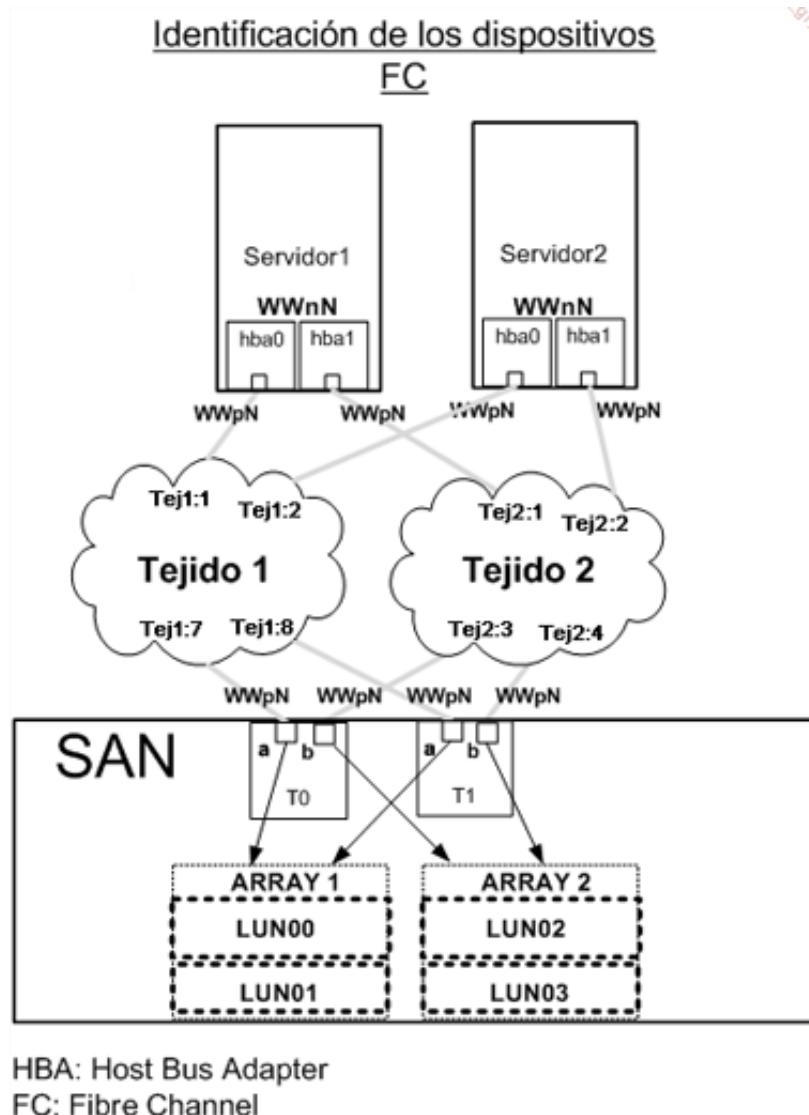 Identificación de los dispositivos
FC
Servidor1
Servidor2
WWnN
WWnN
hba0 hba1
hba0 hba1
WWpN WWpN WWpN WWpN
Tej1:1 Tej1:2 Tej2:1 Tej2:2
Tejido 1 Tejido 2
Tej1:7 Tej1:8 Tej2:3 Tej2:4
WWpN WWpN WWpN WWpN
SAN
a b a b
T0 T1
ARRAY 1 ARRAY 2
LUN00 LUN02
LUN01 LUN03
HBA: Host Bus Adapter
FC: Fibre Channel